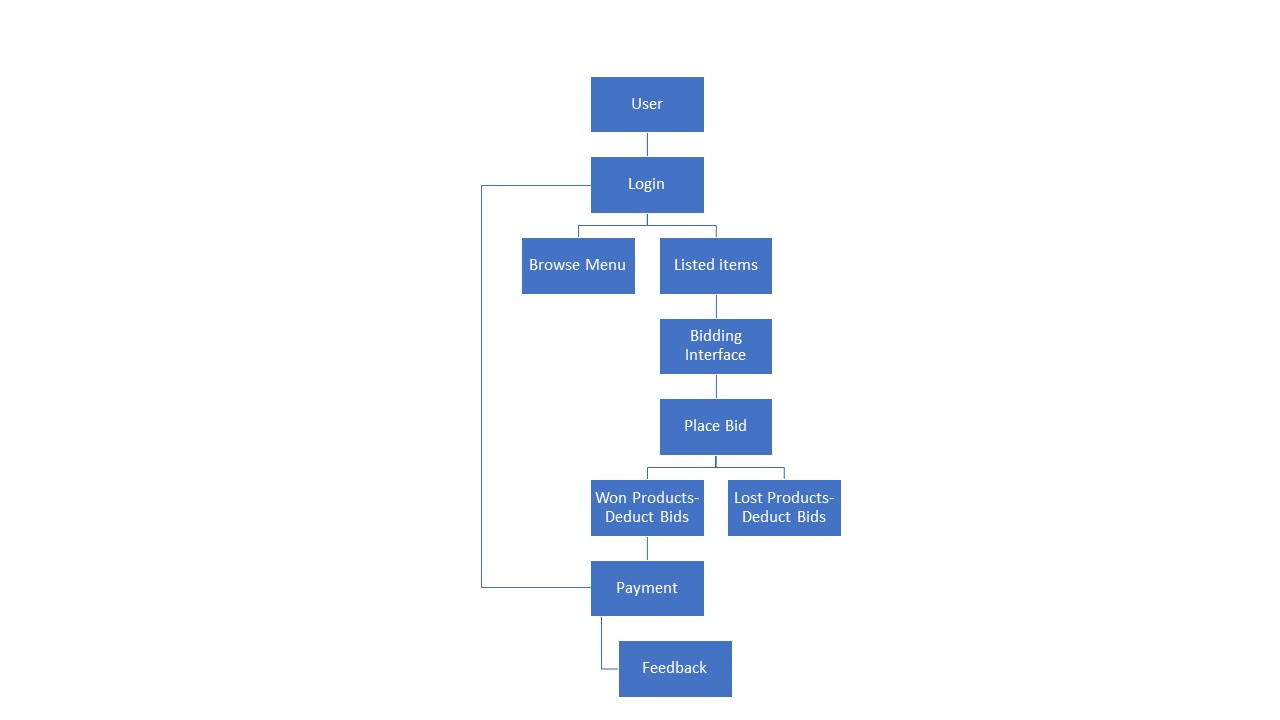 User
Login
Browse Menu
Listed items
Bidding
Interface
Place Bid
Won Products-
Deduct Bids
Lost Products-
Deduct Bids
Payment
Feedback